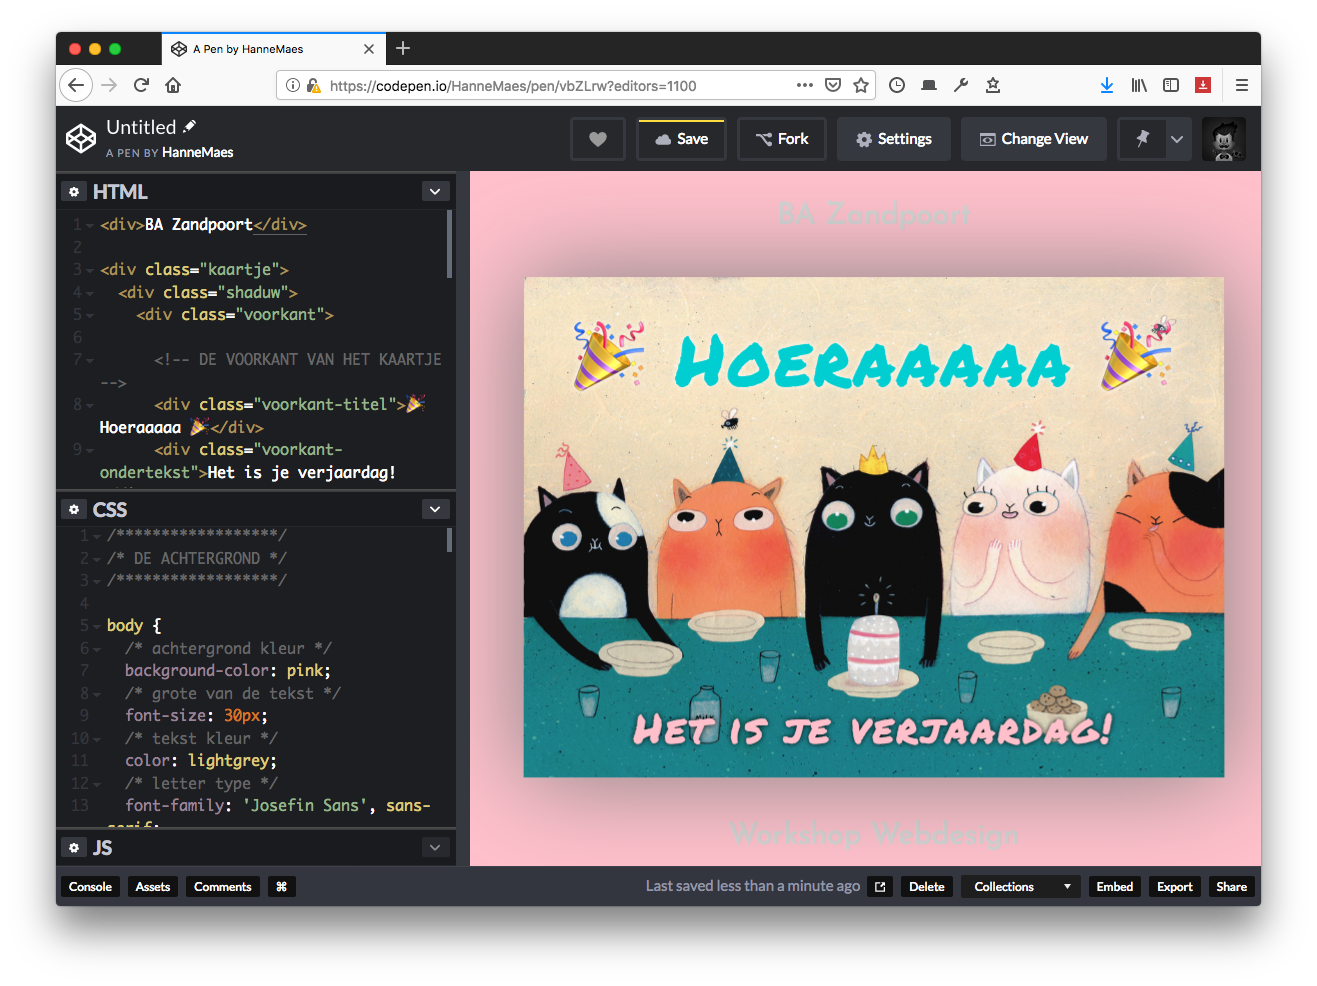 A Pen by HanneMaes
https://codepen.io/HanneMaes/pen/vbZLrw?editors=1100
Untitled
A PEN BY HanneMaes
Save
Fork
Settings
Change View
HTML
1 <div>BA Zandpoort</div>
2
3 <div class="kaartje">
4 <div class="shaduw">
5 <div class="voorkant">
6
7 <!-- DE VOORKANT VAN HET KAARTJE
-->
8 <div class="voorkant-titel">🎉
Hoeraaaaa 🎉</div>
9 <div class="voorkant-
ondertekst">Het is je verjaardag!
CSS
1 /******************/
2 /* DE ACHTERGROND */
3 /******************/
4
5 body {
6 /* achtergrond kleur */
7 background-color: pink;
8 /* grote van de tekst */
9 font-size: 30px;
10 /* tekst kleur */
11 color: lightgrey;
12 /* letter type */
13 font-family: 'Josefin Sans', sans-
serif;
JS
BA Zandpoort
🎉 Hoeraaaaa 🎉
MILK
Het is je verjaardag!
Workshop Webdesign
Console
Assets
Comments
⌘
Last saved less than a minute ago
Delete
Collections
Embed
Export
Share